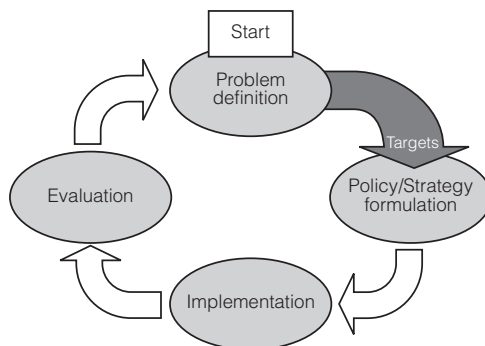 Start
Problem
definition
Targets
Policy/Strategy
formulation
Evaluation
Implementation